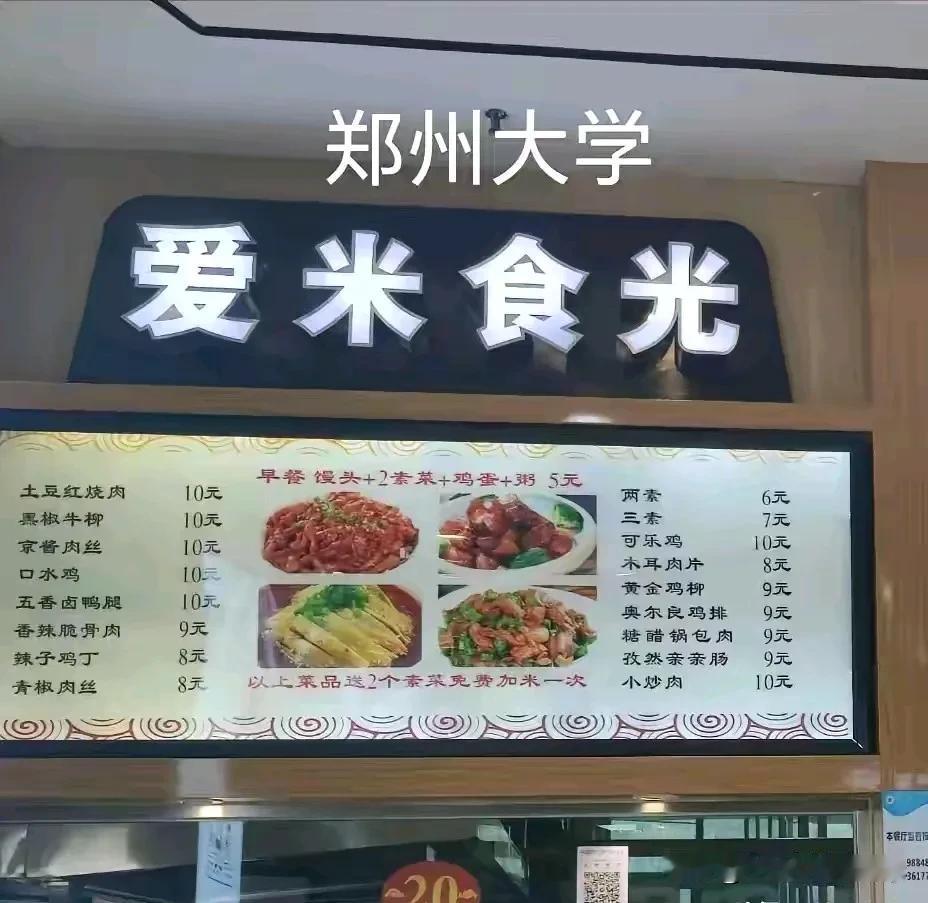 郑州大学
爱米食光
早餐 馒头+2素菜+鸡蛋+粥 5元
土豆红烧肉 10元
黑椒牛柳 10元
京酱肉丝 10元
口水鸡 10元
五香卤鸭腿 10元
香辣脆骨肉 9元
辣子鸡丁 8元
青椒肉丝 8元
两素 6元
三素 7元
可乐鸡 10元
木耳肉片 8元
黄金鸡柳 9元
奥尔良鸡排 9元
糖醋锅包肉 9元
孜然亲亲肠 9元
小炒肉 10元
以上菜品送2个素菜免费加米一次
20